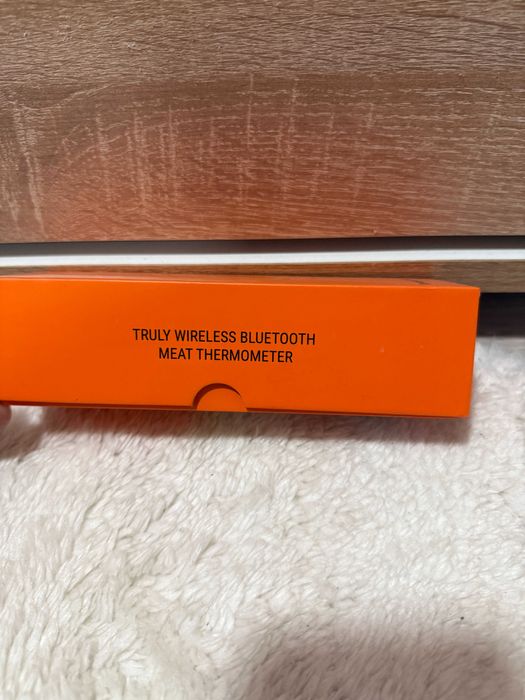 TRULY WIRELESS BLUETOOTH
MEAT THERMOMETER